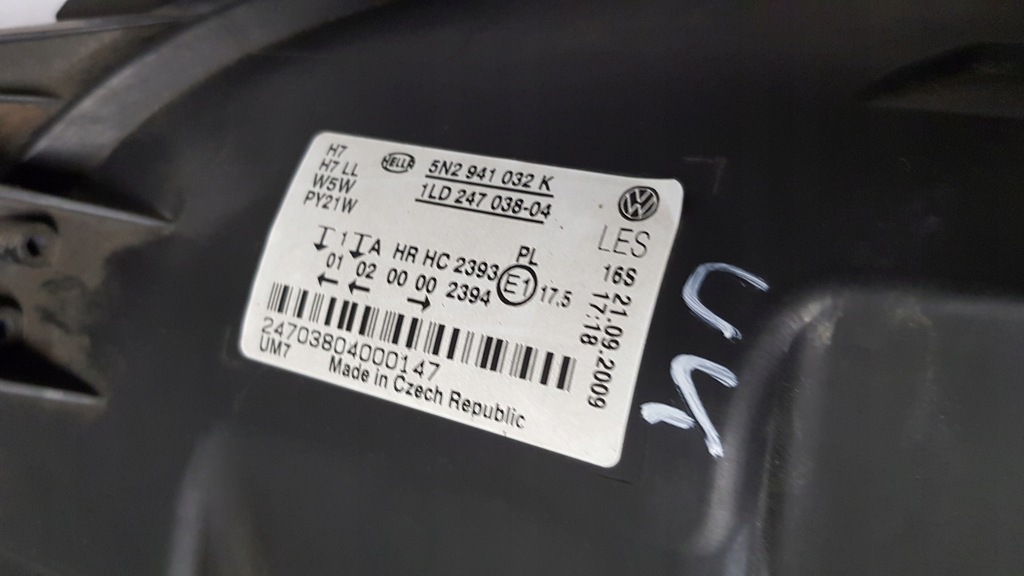 H7
H7 LL
W5W
PY21W
HELLA
5N2 941 032 K
1LD 247 038-04
LES
1 A HR HC 2393 PL
01 02 00 00 2394 E1 17.5
← ← →
24703804000147
UM7
Made in Czech Republic
16S 21.09.2009
17:18